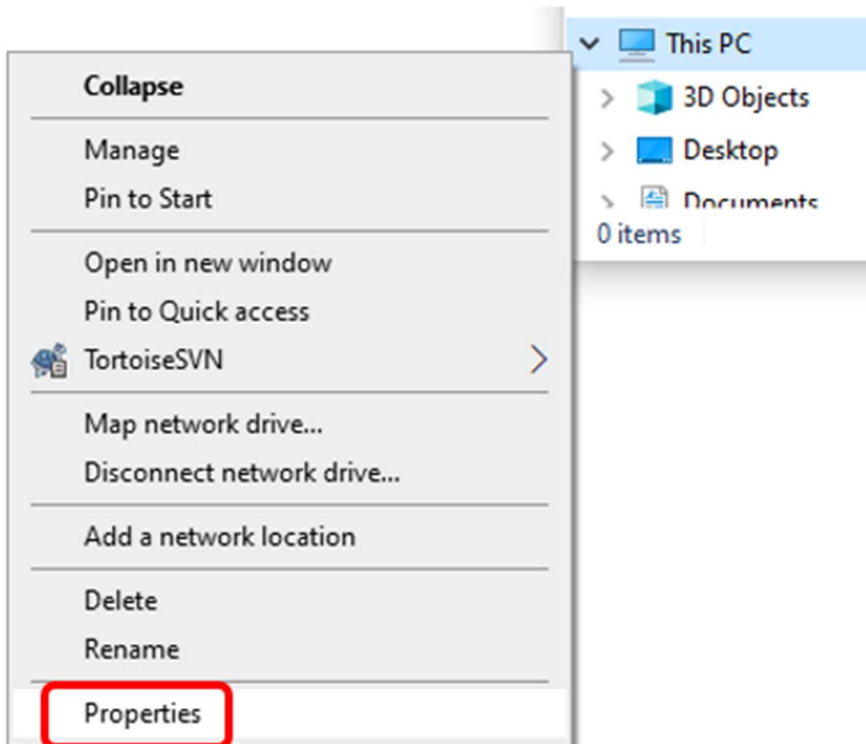 Collapse
Manage
Pin to Start
Open in new window
Pin to Quick access
TortoiseSVN
Map network drive...
Disconnect network drive...
Add a network location
Delete
Rename
Properties
This PC
3D Objects
Desktop
Documents
0 items